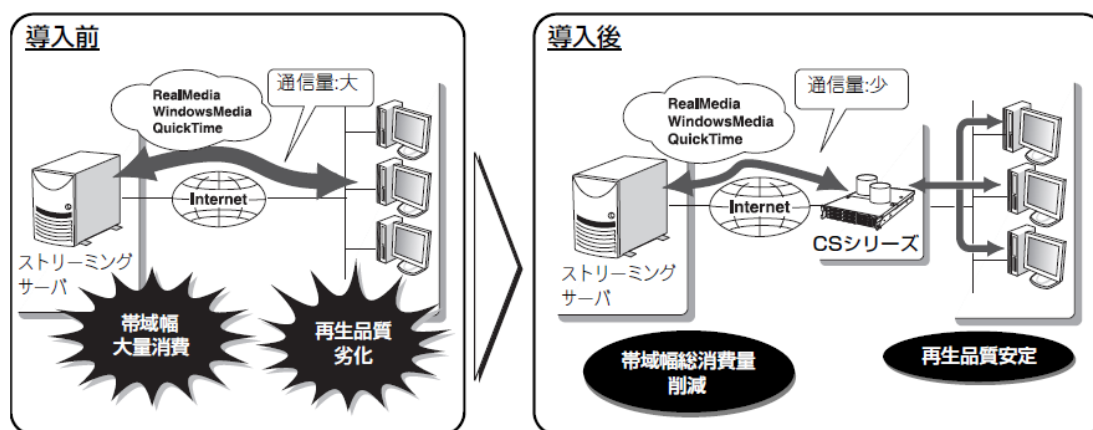 導入前
RealMedia
WindowsMedia
QuickTime
通信量:大
Internet
ストリーミング
サーバ
帯域幅
大量消費
再生品質
劣化
導入後
RealMedia
WindowsMedia
QuickTime
通信量:少
Internet
CSシリーズ
ストリーミング
サーバ
帯域幅総消費量
削減
再生品質安定